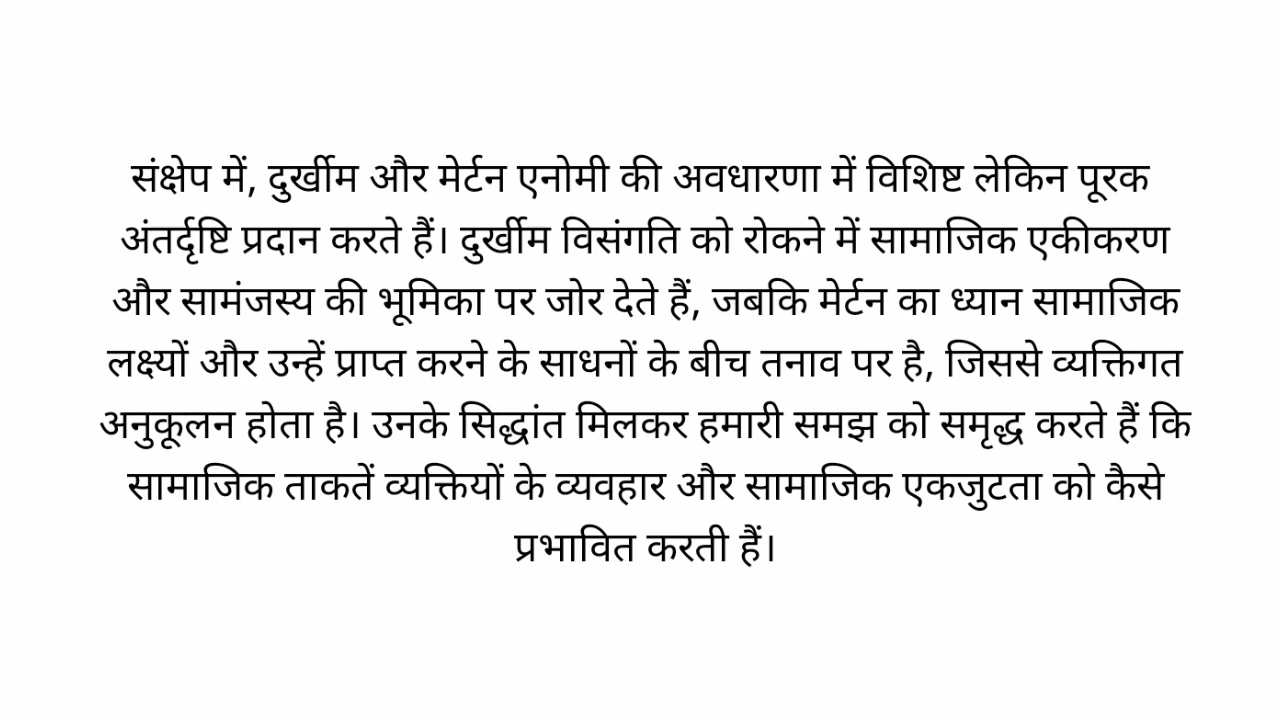 संक्षेप में, दुर्खीम और मेर्टन एनोमी की अवधारणा में विशिष्ट लेकिन पूरक
अंतर्दृष्टि प्रदान करते हैं। दुर्खीम विसंगति को रोकने में सामाजिक एकीकरण
और सामंजस्य की भूमिका पर जोर देते हैं, जबकि मेर्टन का ध्यान सामाजिक
लक्ष्यों और उन्हें प्राप्त करने के साधनों के बीच तनाव पर है, जिससे व्यक्तिगत
अनुकूलन होता है। उनके सिद्धांत मिलकर हमारी समझ को समृद्ध करते हैं कि
सामाजिक ताकतें व्यक्तियों के व्यवहार और सामाजिक एकजुटता को कैसे
प्रभावित करती हैं।